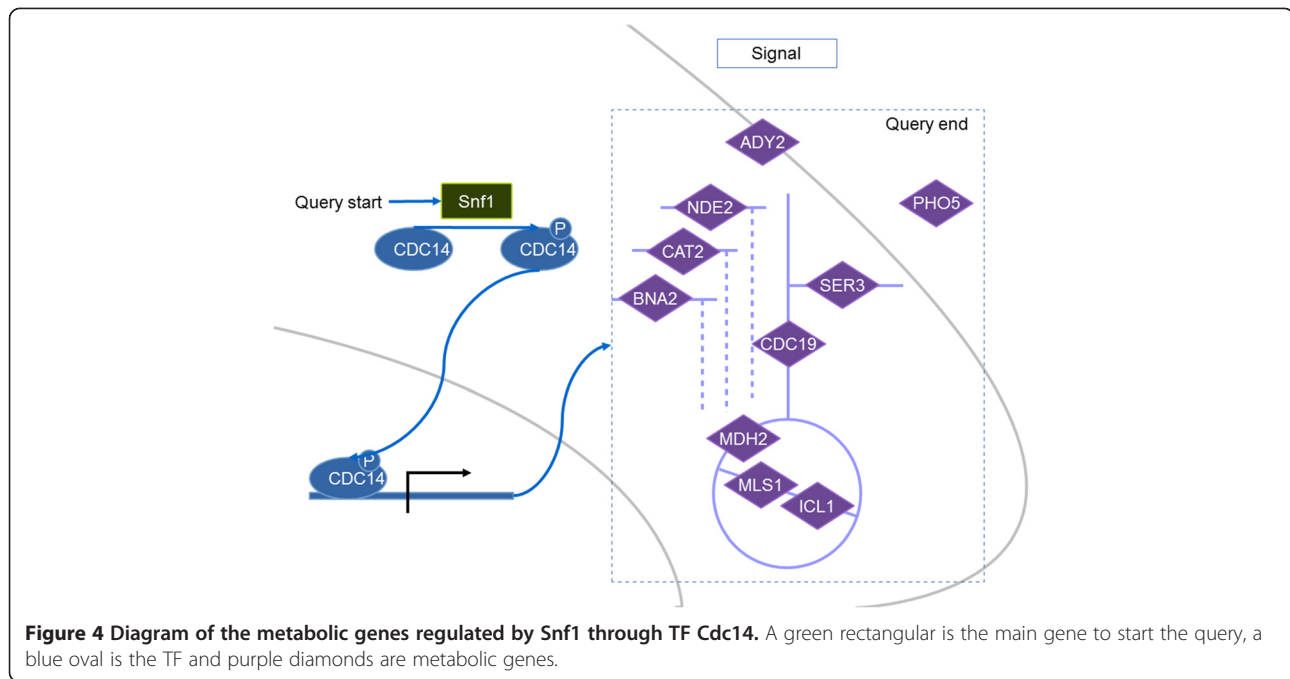 Signal
Query end
ADY2
Query start
Snf1
NDE2
PHO5
P
CDC14
CDC14
CAT2
SER3
BNA2
CDC19
MDH2
P
CDC14
MLS1
ICL1
Figure 4 Diagram of the metabolic genes regulated by Snf1 through TF Cdc14. A green rectangular is the main gene to start the query, a
blue oval is the TF and purple diamonds are metabolic genes.